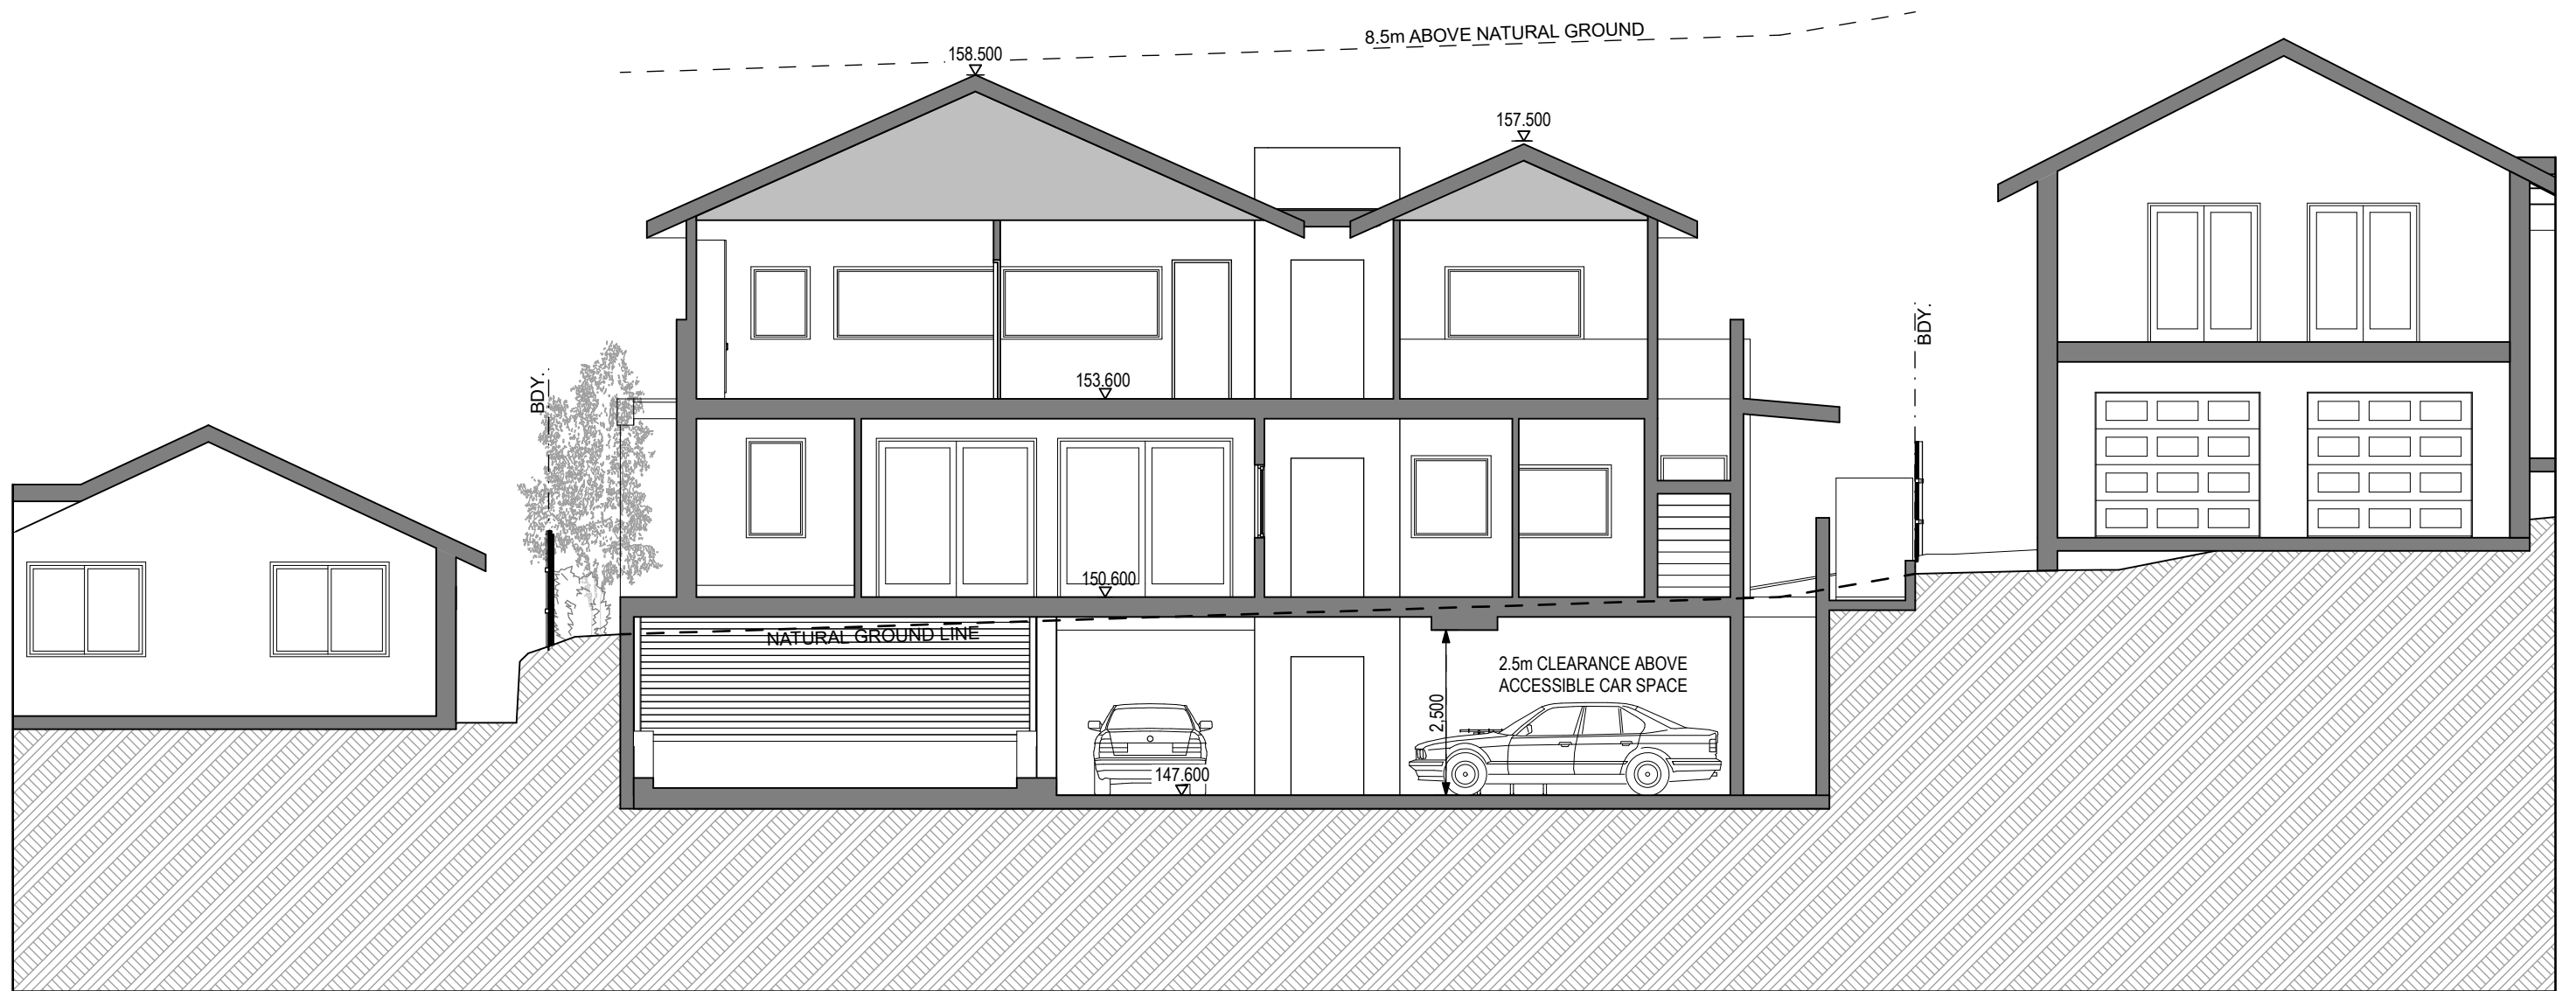 8.5m ABOVE NATURAL GROUND
158.500
157.500
BDY.
BDY.
153.600
150.600
NATURAL GROUND LINE
2.5m CLEARANCE ABOVE
ACCESSIBLE CAR SPACE
2,500
147.600